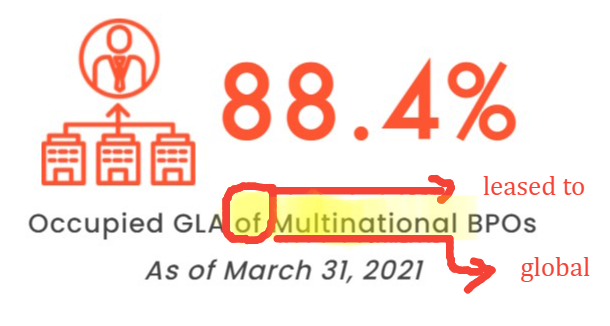 88.4%
leased to
Occupied GLA of Multinational BPOs
As of March 31, 2021
global